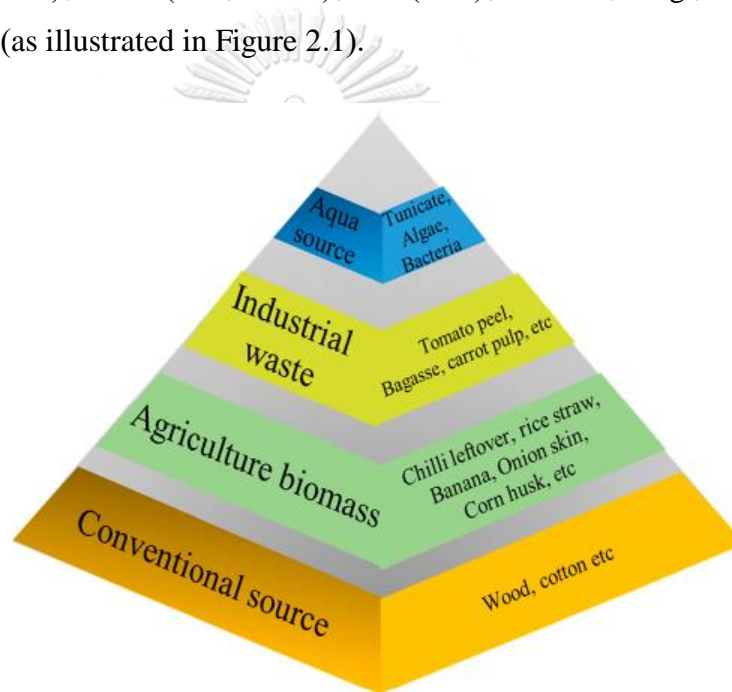 (as illustrated in Figure 2.1).
Aqua
source
Tunicate,
Algae,
Bacteria
Industrial
waste
Tomato peel,
Bagasse, carrot pulp, etc
Agriculture biomass
Chilli leftover, rice straw,
Banana, Onion skin,
Corn husk, etc
Conventional source
Wood, cotton etc